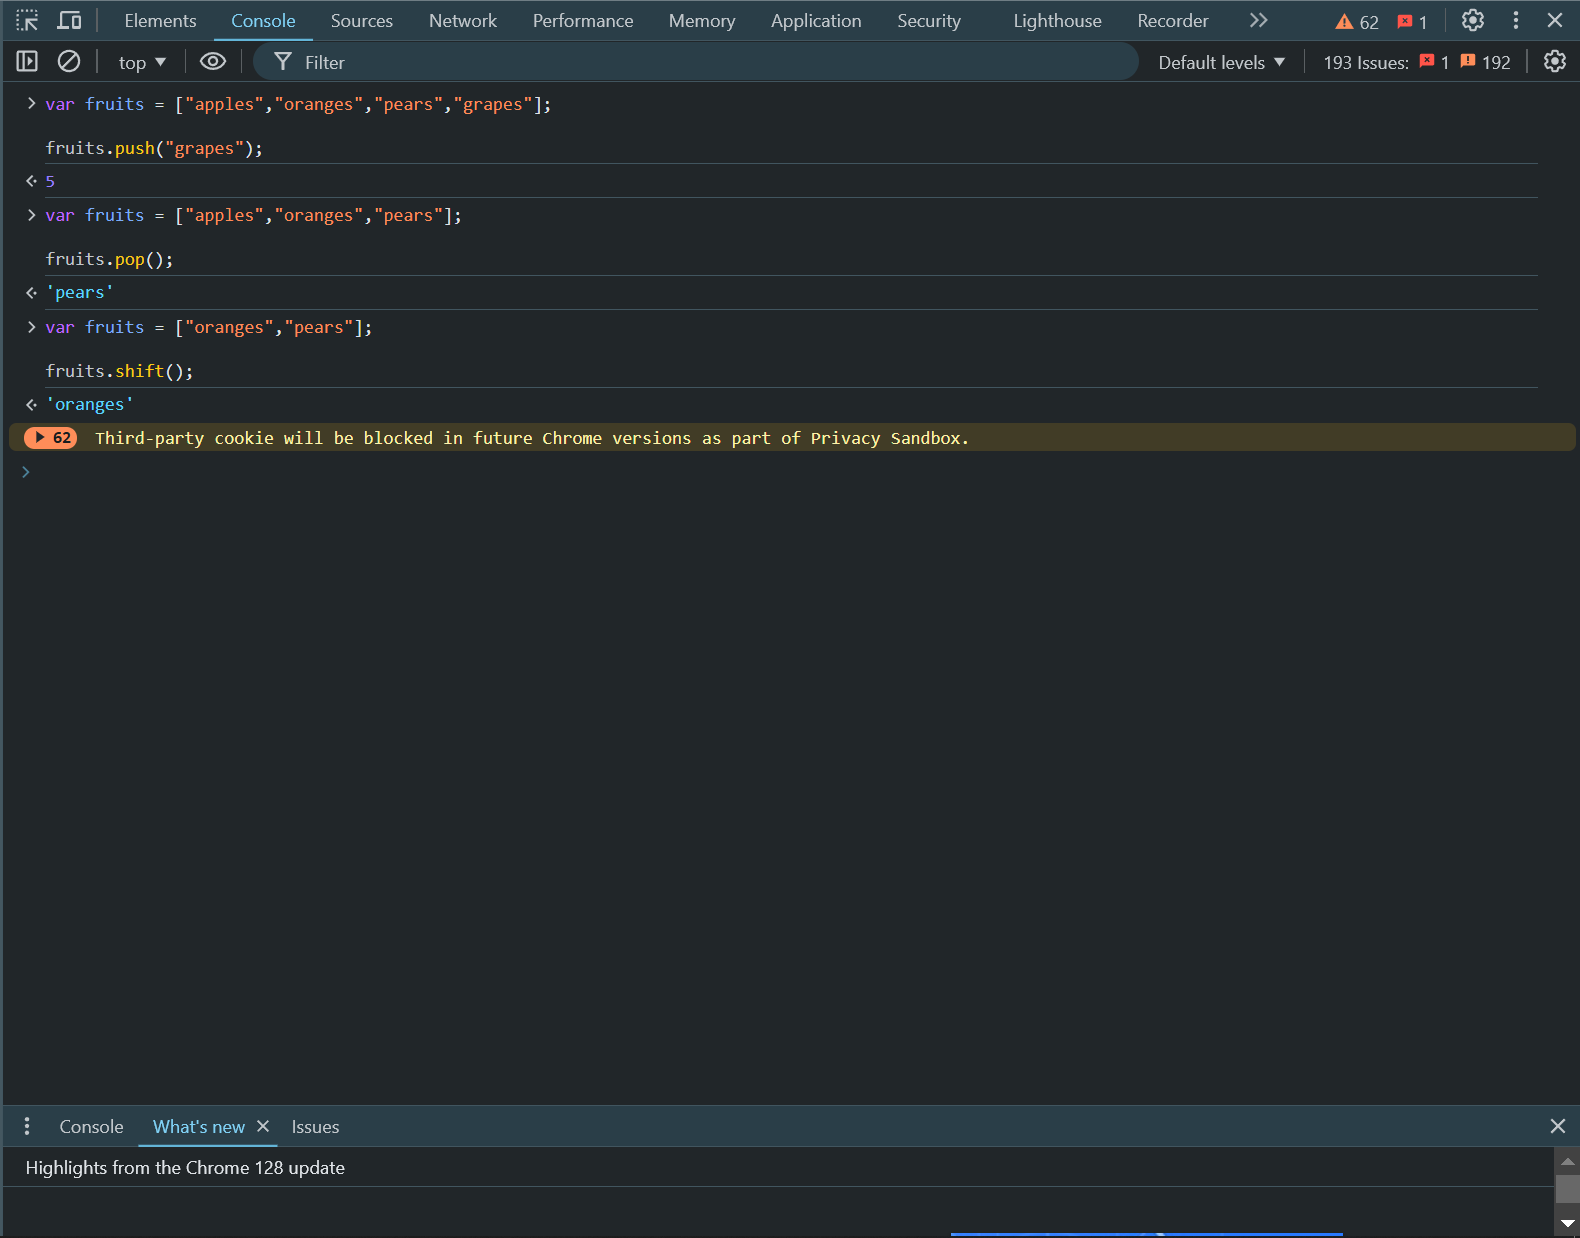 Elements Console Sources Network Performance Memory Application Security Lighthouse Recorder 62 1
top Filter Default levels 193 Issues: 1 192
var fruits = ["apples","oranges","pears","grapes"];
fruits.push("grapes");
5
var fruits = ["apples","oranges","pears"];
fruits.pop();
'pears'
var fruits = ["oranges","pears"];
fruits.shift();
'oranges'
62 Third-party cookie will be blocked in future Chrome versions as part of Privacy Sandbox.
Console What's new Issues
Highlights from the Chrome 128 update